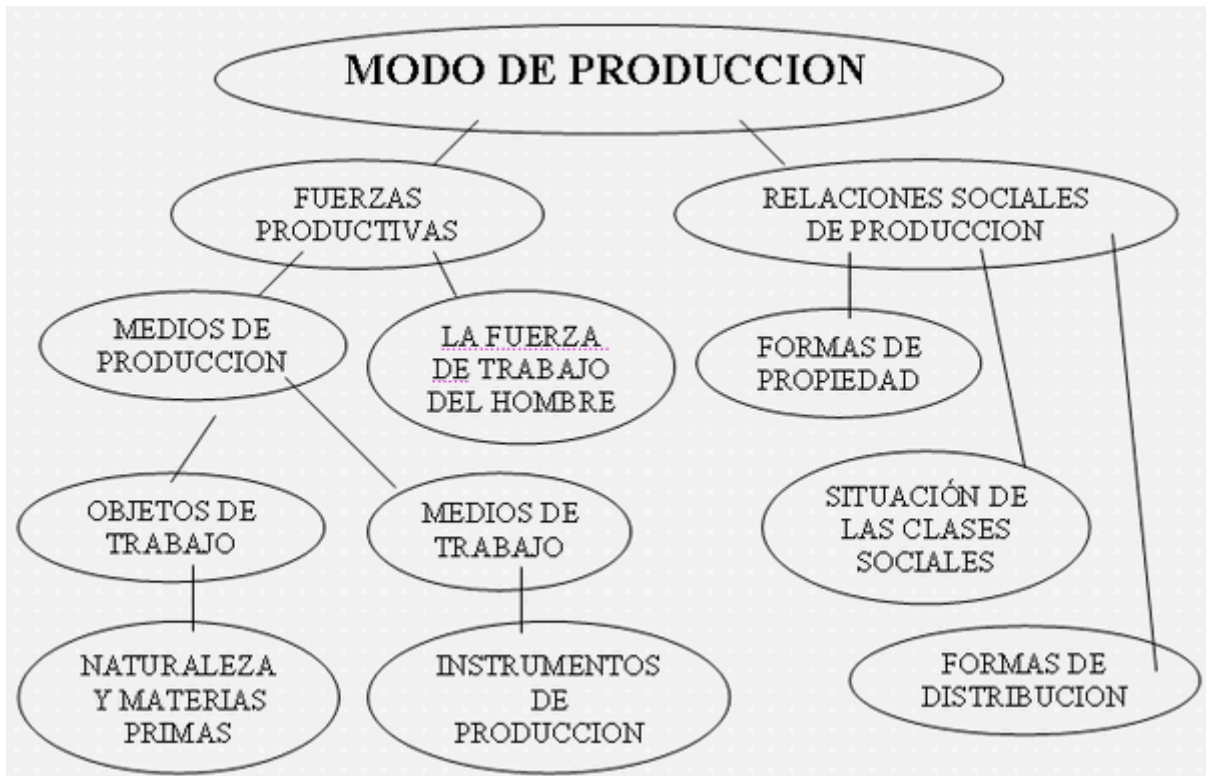 MODO DE PRODUCCION
FUERZAS
PRODUCTIVAS
RELACIONES SOCIALES
DE PRODUCCION
MEDIOS DE
PRODUCCION
LA FUERZA
DE TRABAJO
DEL HOMBRE
FORMAS DE
PROPIEDAD
OBJETOS DE
TRABAJO
MEDIOS DE
TRABAJO
SITUACIÓN DE
LAS CLASES
SOCIALES
NATURALEZA
Y MATERIAS
PRIMAS
INSTRUMENTOS
DE
PRODUCCION
FORMAS DE
DISTRIBUCION